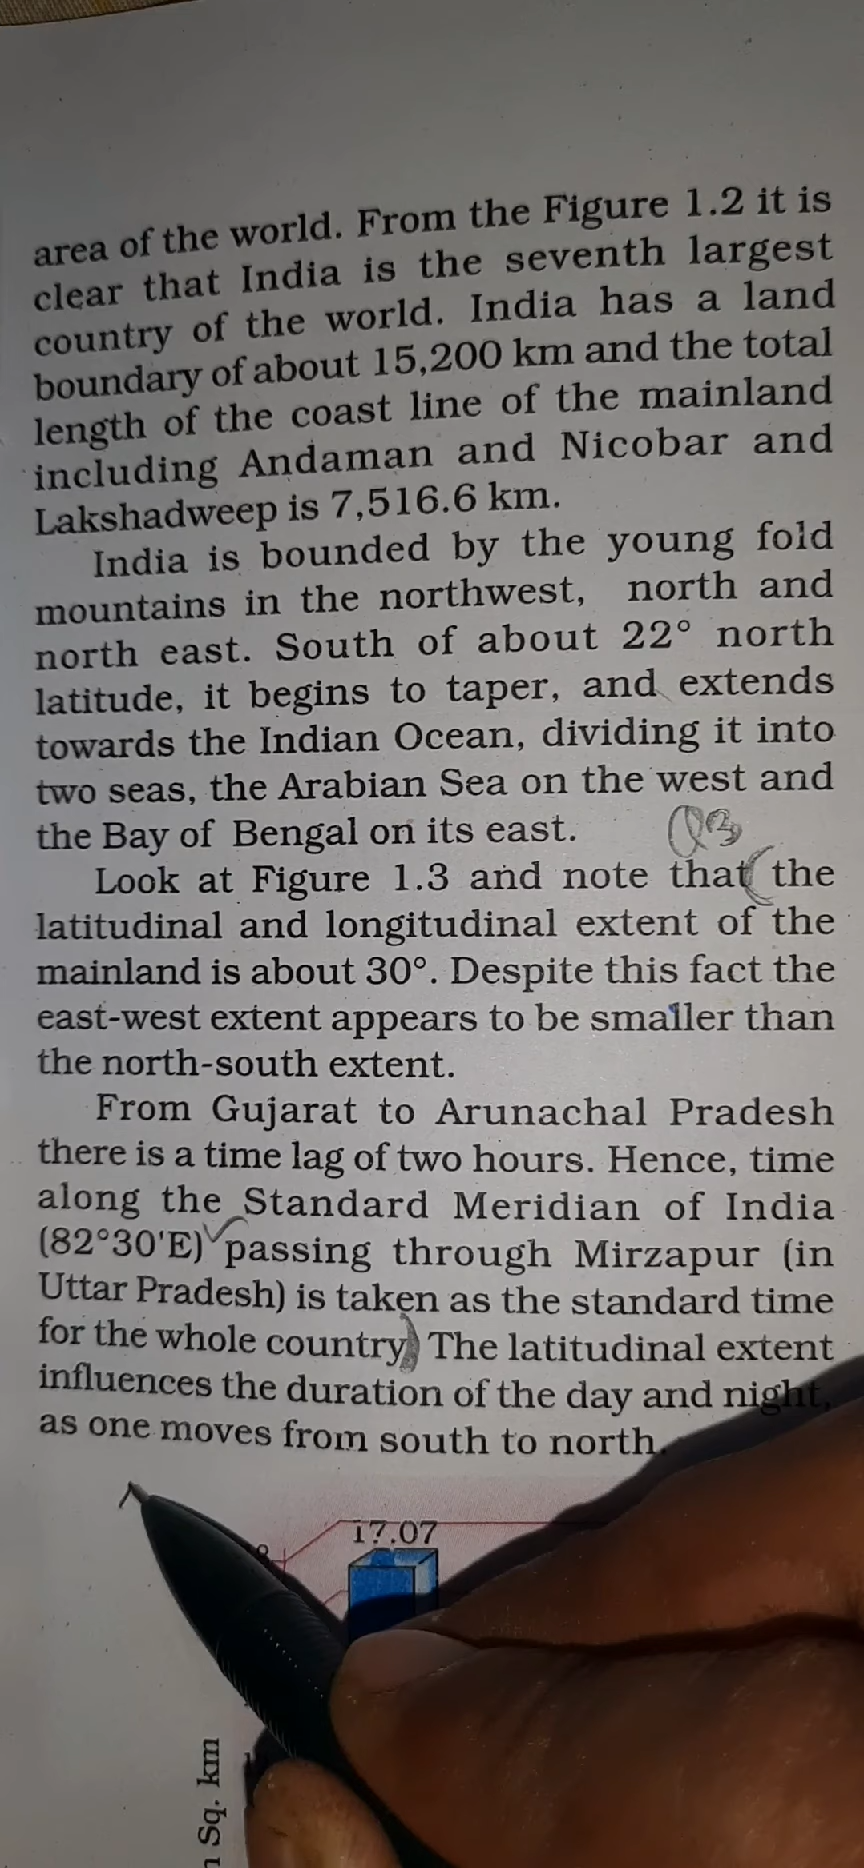 area of the world. From the Figure 1.2 it is
clear that India is the seventh largest
country of the world. India has a land
boundary of about 15,200 km and the total
length of the coast line of the mainland
including Andaman and Nicobar and
Lakshadweep is 7,516.6 km.
India is bounded by the young fold
mountains in the northwest, north and
north east. South of about 22° north
latitude, it begins to taper, and extends
towards the Indian Ocean, dividing it into
two seas, the Arabian Sea on the west and
the Bay of Bengal on its east.
Look at Figure 1.3 and note that the
latitudinal and longitudinal extent of the
mainland is about 30°. Despite this fact the
east-west extent appears to be smaller than
the north-south extent.
From Gujarat to Arunachal Pradesh
there is a time lag of two hours. Hence, time
along the Standard Meridian of India
(82°30'E) passing through Mirzapur (in
Uttar Pradesh) is taken as the standard time
for the whole country. The latitudinal extent
influences the duration of the day and night,
as one moves from south to north.
17.07
Sq. km